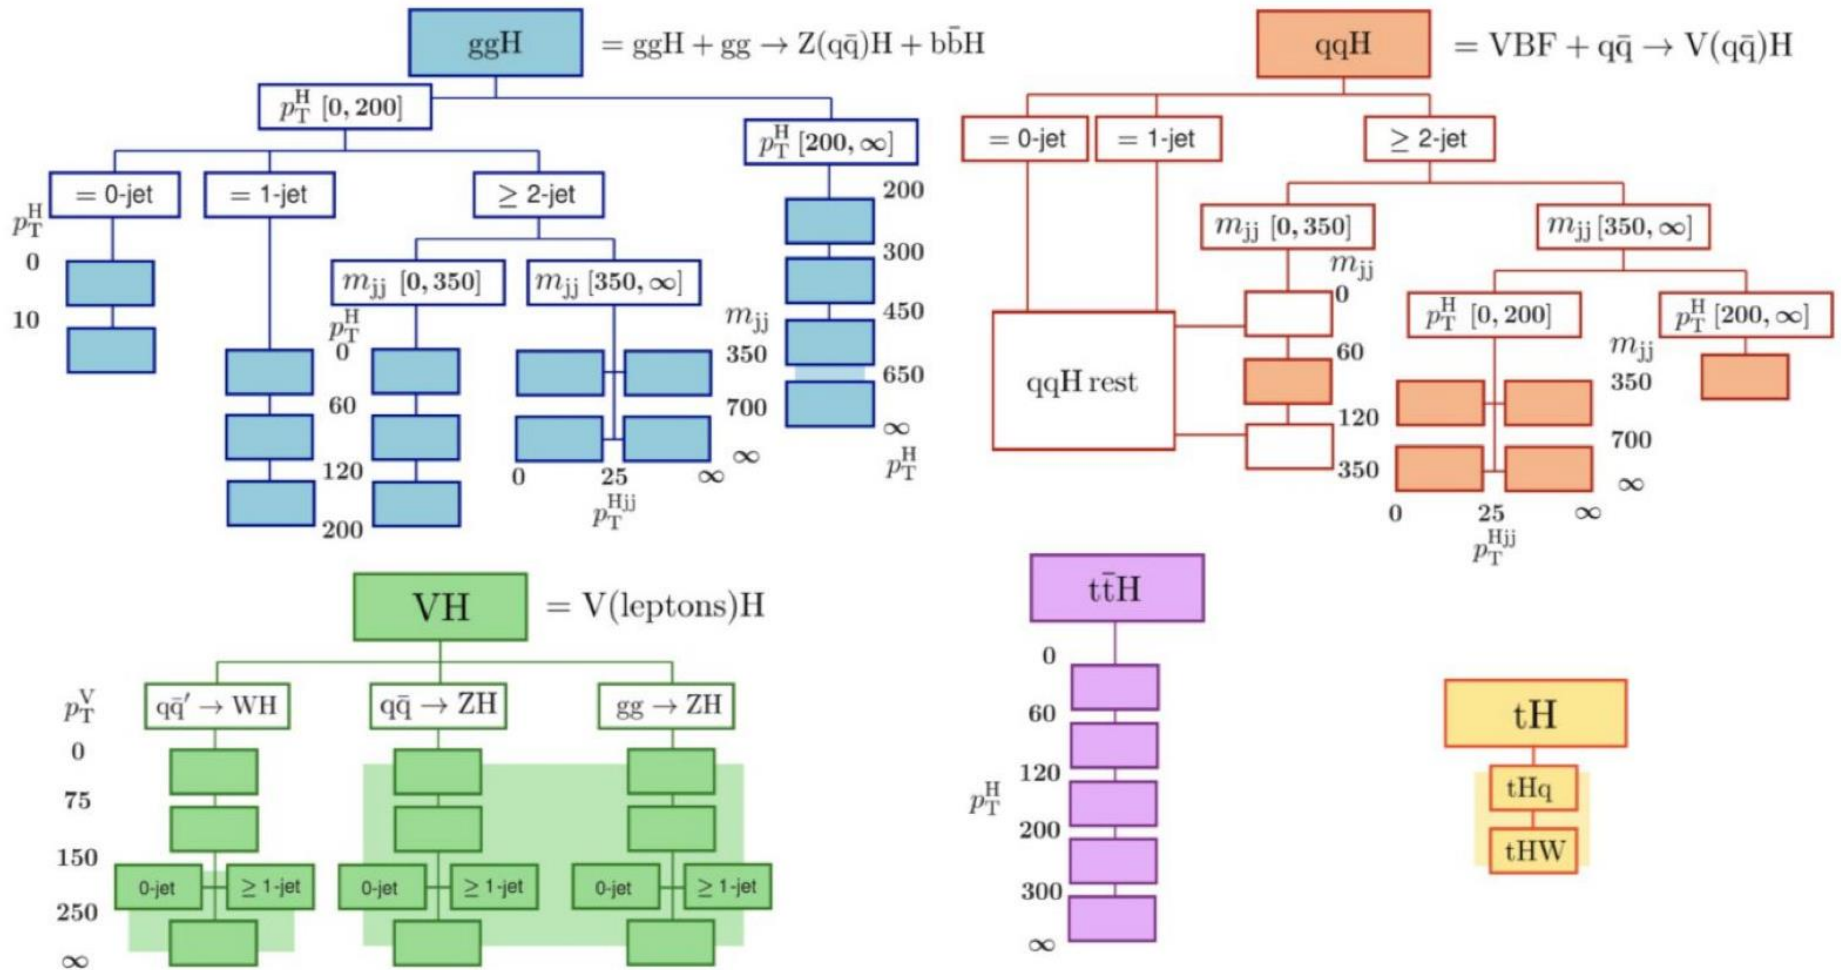 ggH = ggH + gg → Z(qq̄)H + bb̄H
p_T^H [0, 200]
p_T^H [200, ∞]
= 0-jet
= 1-jet
≥ 2-jet
p_T^H
0
10
m_jj [0, 350]
m_jj [350, ∞]
p_T^H
0
60
120
200
m_jj
350
700
∞
0 25 ∞
p_T^Hjj
200
300
450
650
∞
p_T^H
qqH = VBF + qq̄ → V(qq̄)H
= 0-jet
= 1-jet
≥ 2-jet
m_jj [0, 350]
m_jj [350, ∞]
m_jj
0
60
120
350
qqH rest
p_T^H [0, 200]
p_T^H [200, ∞]
m_jj
350
700
∞
0 25 ∞
p_T^Hjj
VH = V(leptons)H
qq̄′ → WH
qq̄ → ZH
gg → ZH
p_T^V
0
75
150
250
∞
0-jet
≥ 1-jet
0-jet
≥ 1-jet
0-jet
≥ 1-jet
tt̄H
0
60
120
p_T^H
200
300
∞
tH
tHq
tHW